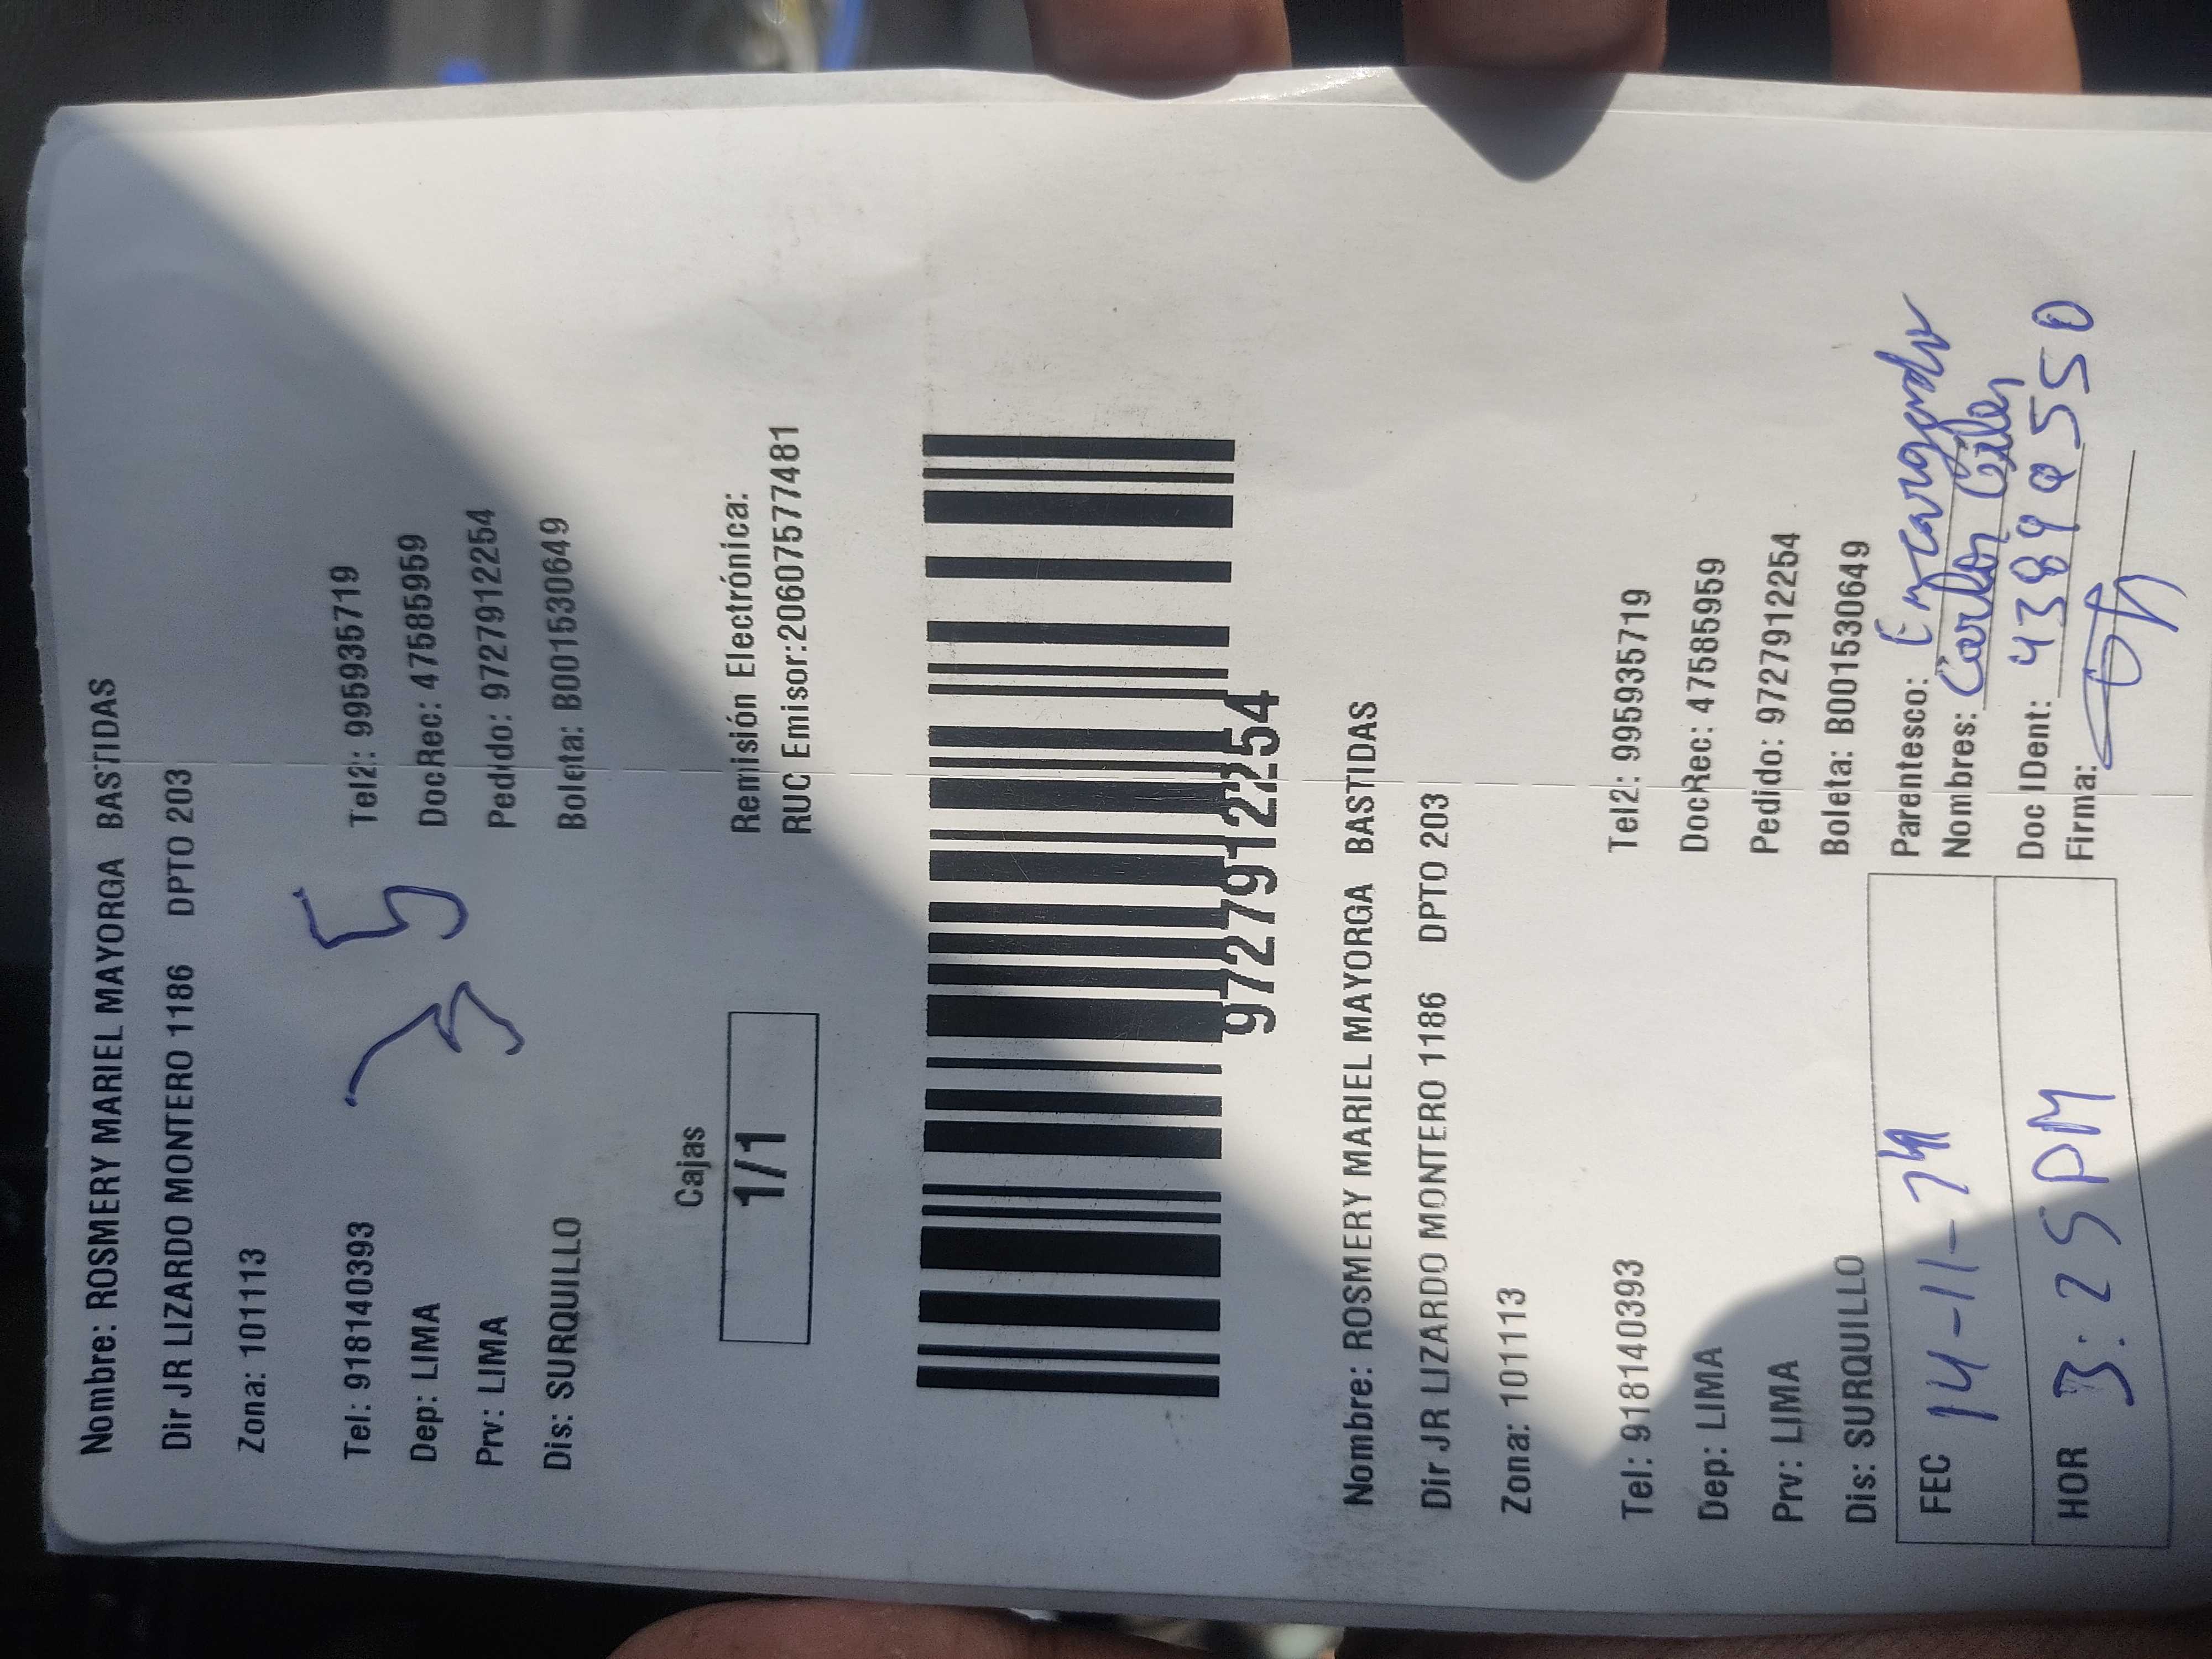 Nombre: ROSMERY MARIEL MAYORGA BASTIDAS
Dir JR LIZARDO MONTERO 1186 DPTO 203
Zona: 101113
35
Tel: 918140393 Tel2: 995935719
Dep: LIMA DocRec: 47585959
Prv: LIMA Pedido: 9727912254
Dis: SURQUILLO Boleta: B001530649
Cajas
1/1
Remisión Electrónica:
RUC Emisor:20607577481
9727912254
Nombre: ROSMERY MARIEL MAYORGA BASTIDAS
Dir JR LIZARDO MONTERO 1186 DPTO 203
Zona: 101113
Tel: 918140393 Tel2: 995935719
Dep: LIMA DocRec: 47585959
Prv: LIMA Pedido: 9727912254
Dis: SURQUILLO Boleta: B001530649
FEC 14-11-24
HOR 3:25 PM
Parentesco: Encargado
Nombres: Carlos
Doc IDent:
Firma: